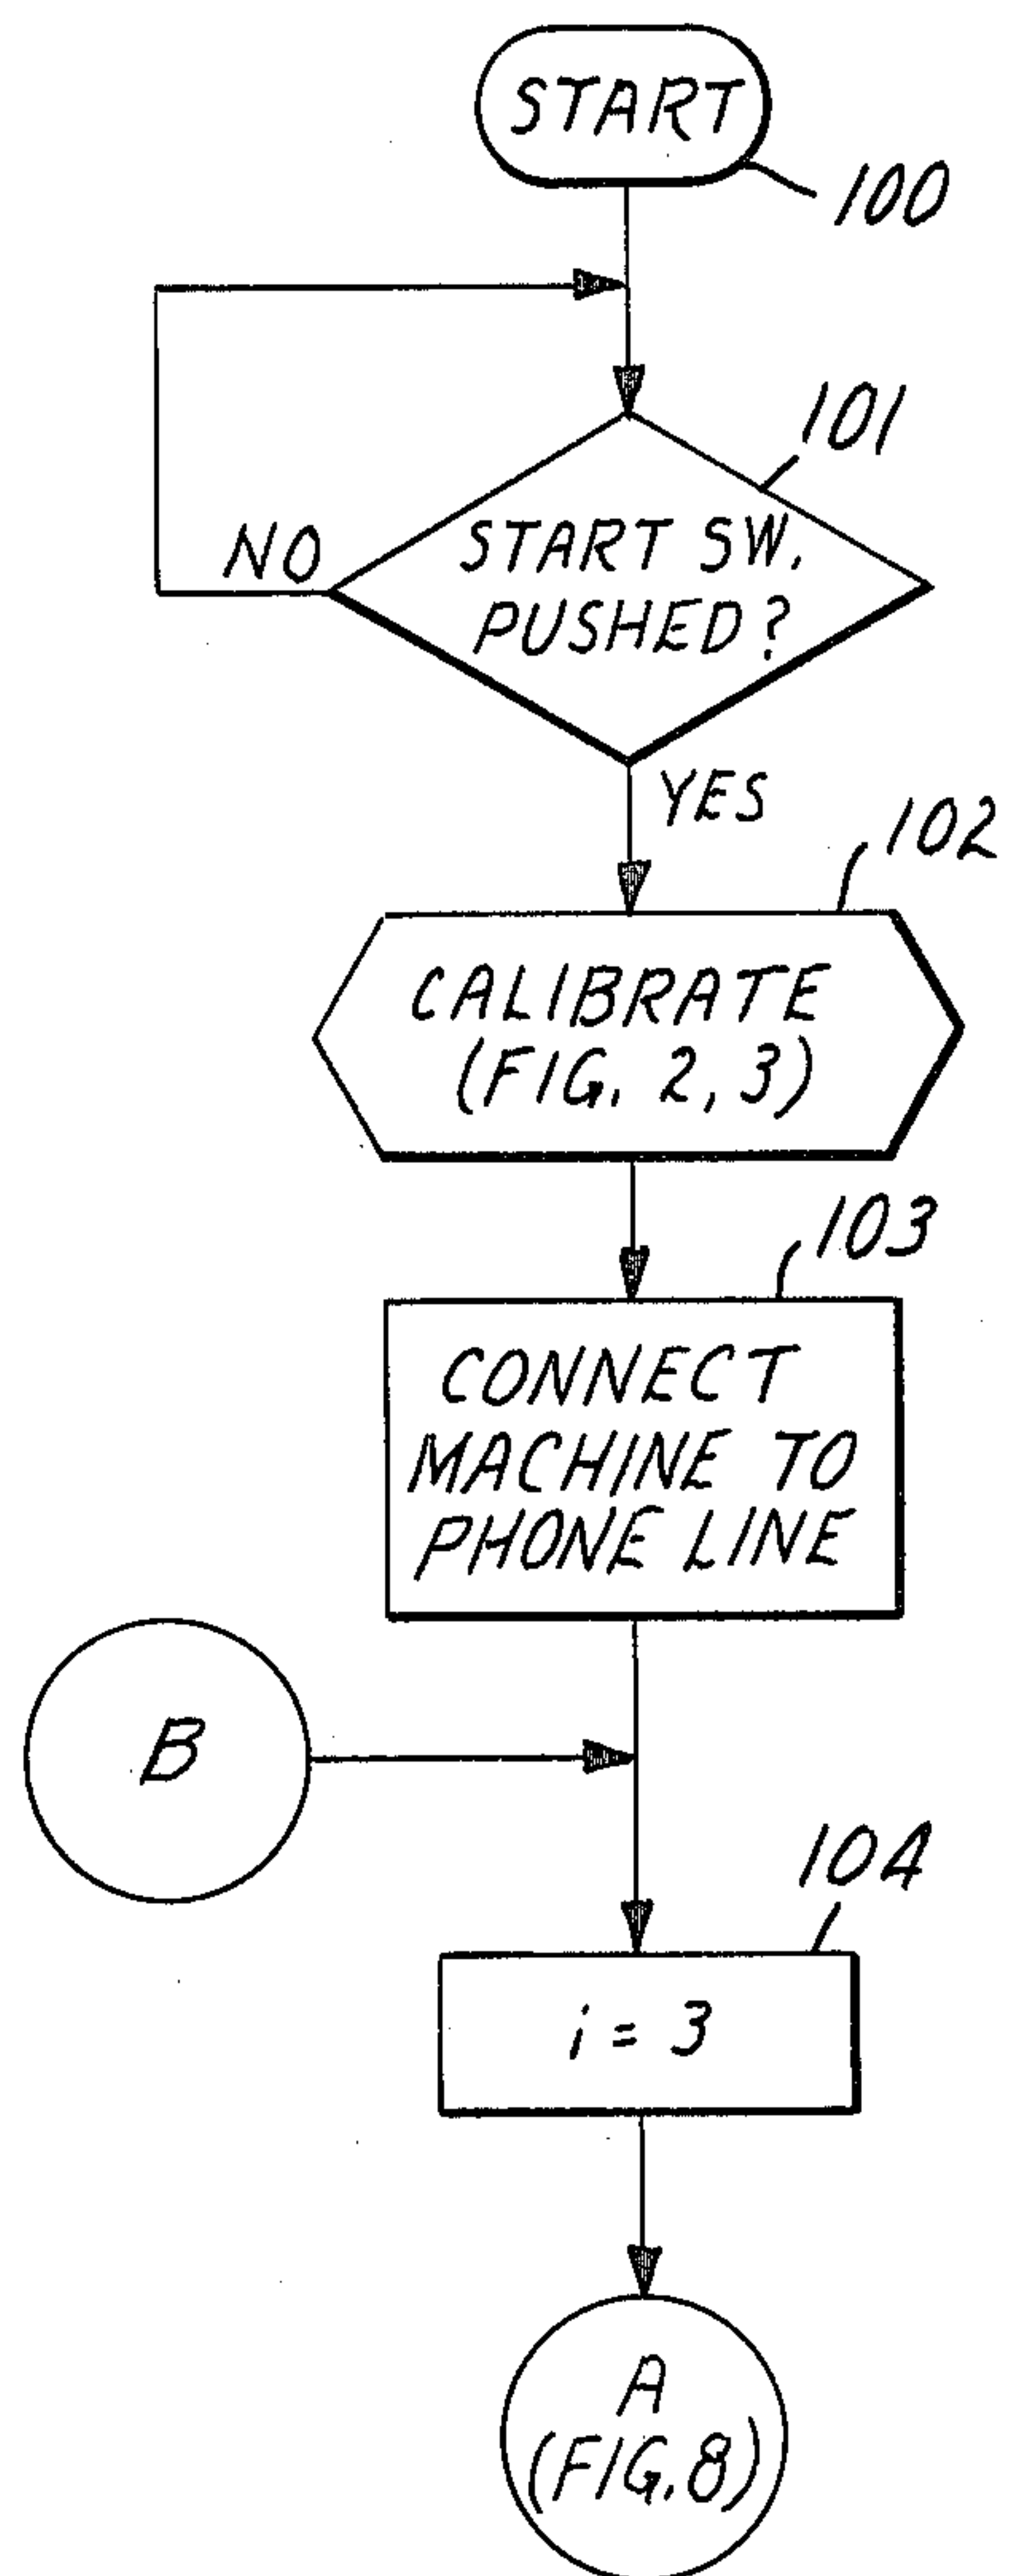 START
100
101
NO
START SW.
PUSHED?
YES
102
CALIBRATE
(FIG. 2, 3)
103
CONNECT
MACHINE TO
PHONE LINE
B
104
i = 3
A
(FIG. 8)